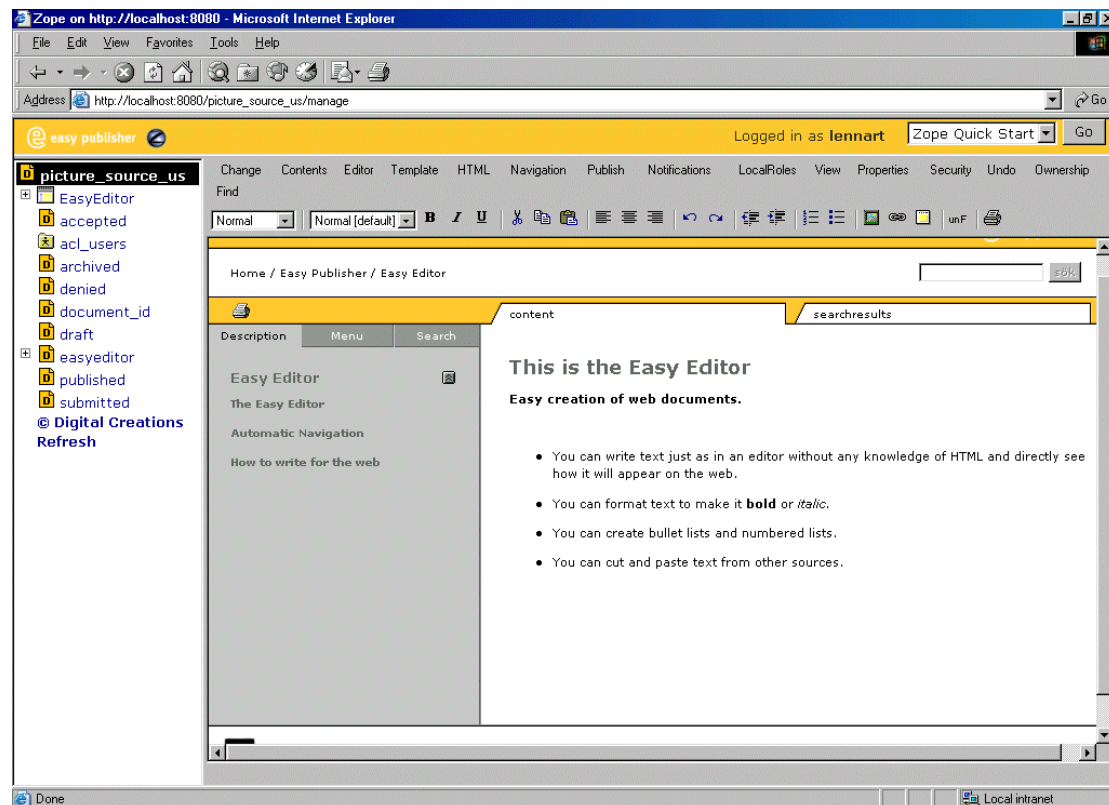 Zope on http://localhost:8080 - Microsoft Internet Explorer
File Edit View Favorites Tools Help
Address http://localhost:8080/picture_source_us/manage Go
easy publisher Logged in as lennart Zope Quick Start Go
picture_source_us
EasyEditor
accepted
acl_users
archived
denied
document_id
draft
easyeditor
published
submitted
© Digital Creations
Refresh
Change Contents Editor Template HTML Navigation Publish Notifications LocalRoles View Properties Security Undo Ownership
Find
Normal Normal [default] B I U unF
Home / Easy Publisher / Easy Editor sök
content searchresults
Description Menu Search
Easy Editor
The Easy Editor
Automatic Navigation
How to write for the web
This is the Easy Editor
Easy creation of web documents.
• You can write text just as in an editor without any knowledge of HTML and directly see
how it will appear on the web.
• You can format text to make it bold or italic.
• You can create bullet lists and numbered lists.
• You can cut and paste text from other sources.
Done Local intranet